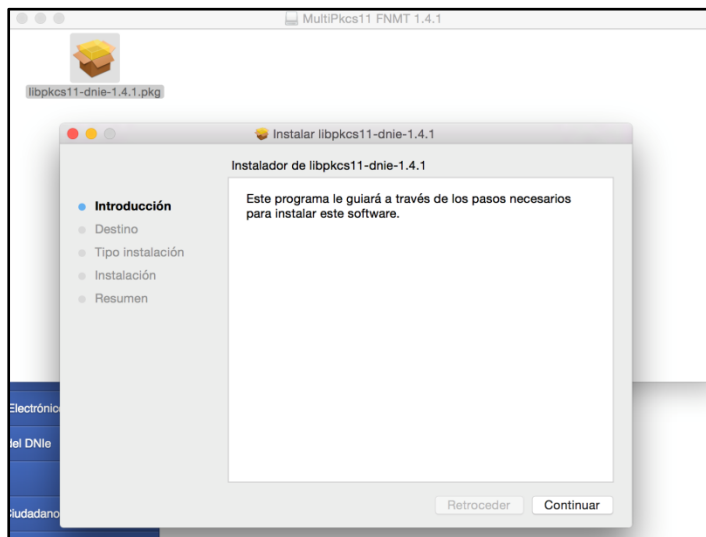 MultiPkcs11 FNMT 1.4.1
libpkcs11-dnie-1.4.1.pkg
Instalar libpkcs11-dnie-1.4.1
Instalador de libpkcs11-dnie-1.4.1
Introducción
Destino
Tipo instalación
Instalación
Resumen
Este programa le guiará a través de los pasos necesarios
para instalar este software.
Electrónico
del DNIe
Ciudadano
Retroceder
Continuar